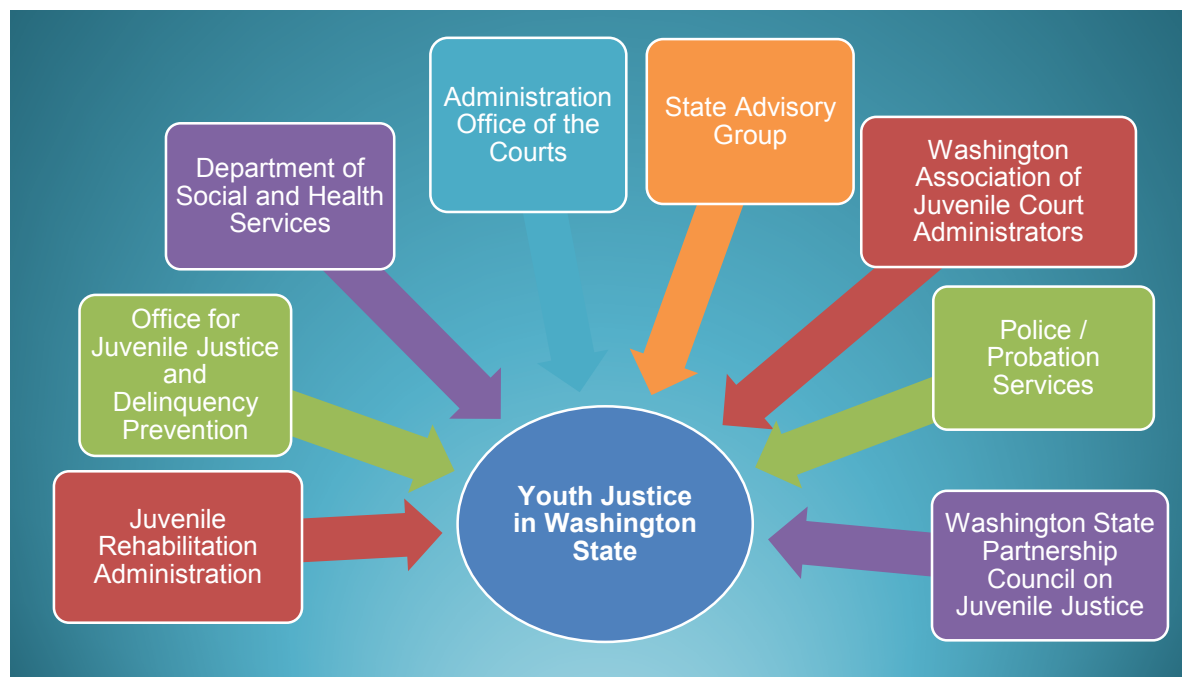 Administration
Office of the
Courts
State Advisory
Group
Department of
Social and Health
Services
Washington
Association of
Juvenile Court
Administrators
Office for
Juvenile Justice
and
Delinquency
Prevention
Police /
Probation
Services
Juvenile
Rehabilitation
Administration
Youth Justice
in Washington
State
Washington State
Partnership
Council on
Juvenile Justice